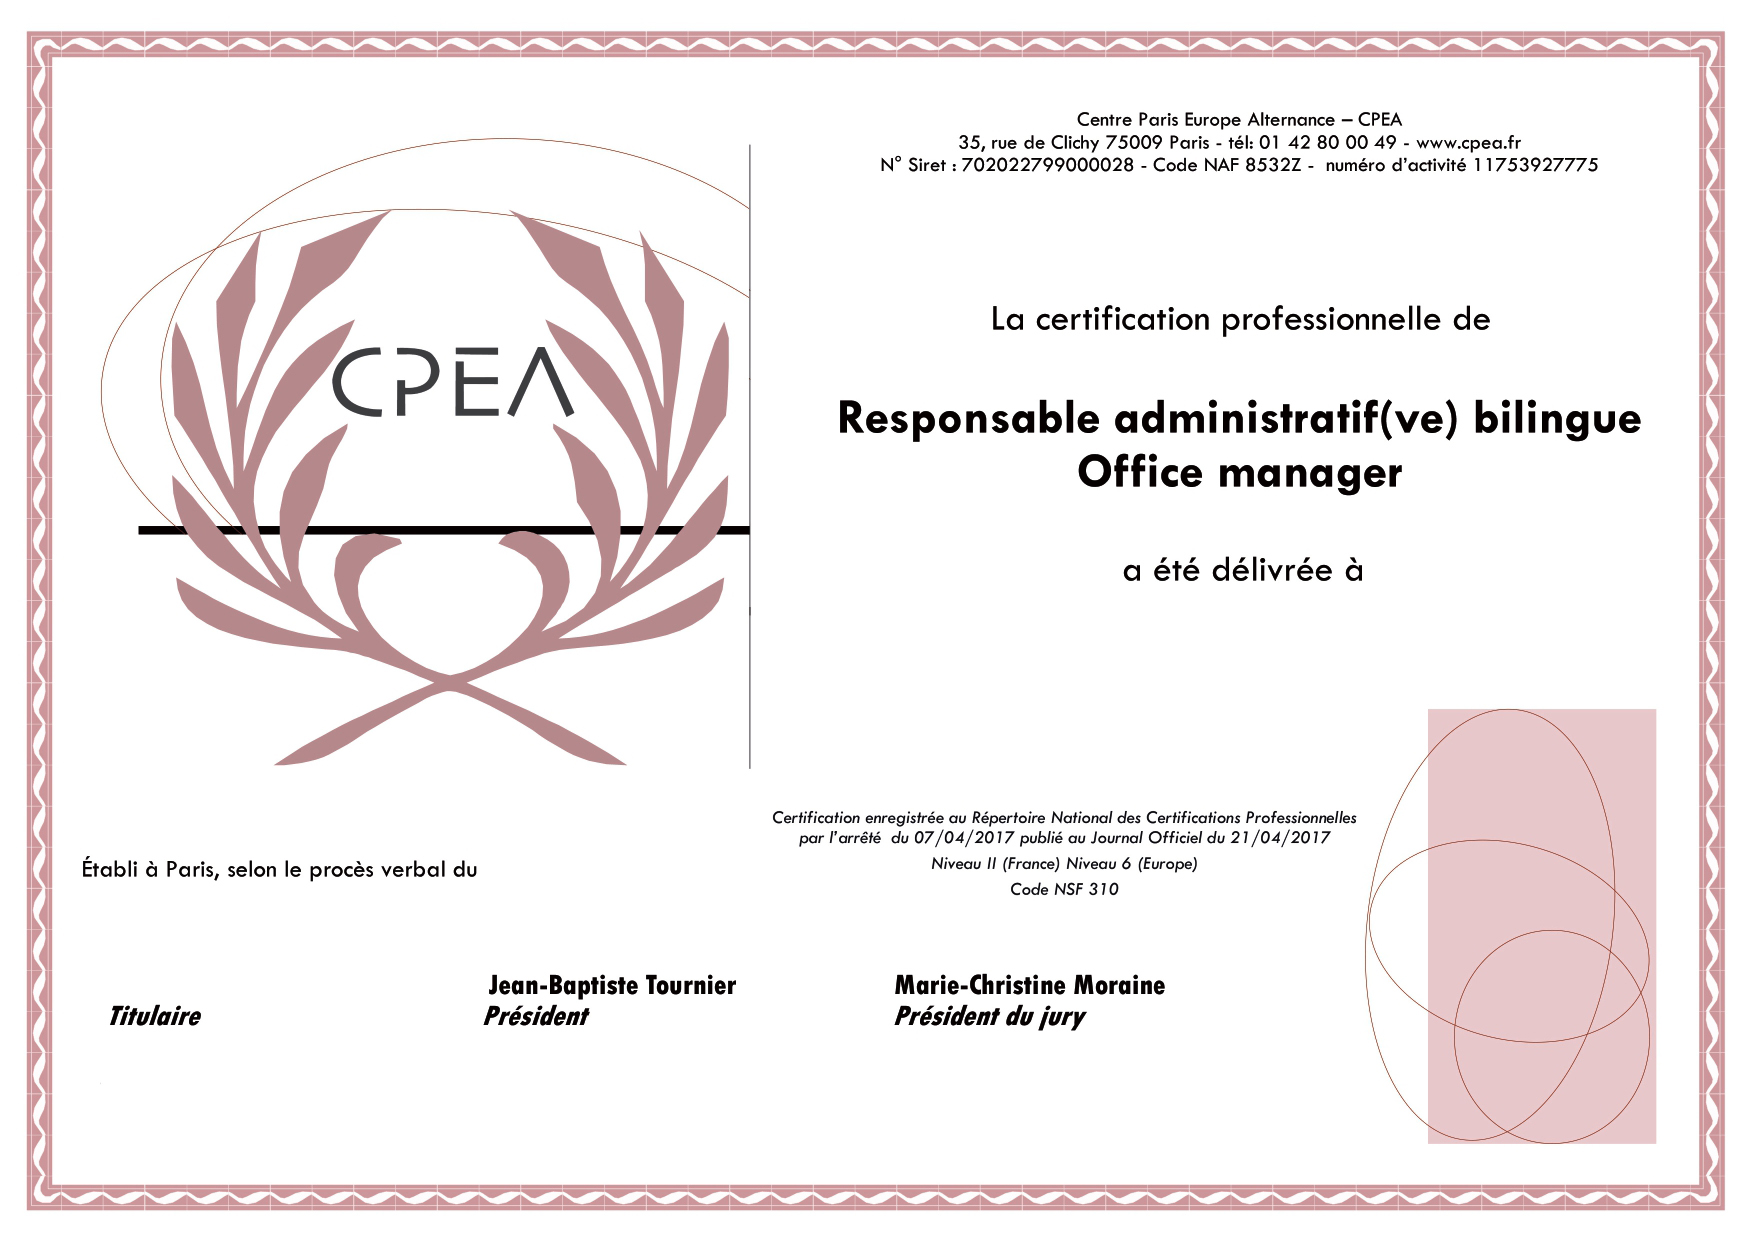 Centre Paris Europe Alternance – CPEA
35, rue de Clichy 75009 Paris - tél: 01 42 80 00 49 - www.cpea.fr
N° Siret : 702022799000028 - Code NAF 8532Z -  numéro d'activité 11753927775
CPEA
La certification professionnelle de
Responsable administratif(ve) bilingue
Office manager
a été délivrée à
Certification enregistrée au Répertoire National des Certifications Professionnelles
par l'arrêté  du 07/04/2017 publié au Journal Officiel du 21/04/2017
Niveau II (France) Niveau 6 (Europe)
Code NSF 310
Établi à Paris, selon le procès verbal du
Titulaire
Jean-Baptiste Tournier
Président
Marie-Christine Moraine
Président du jury